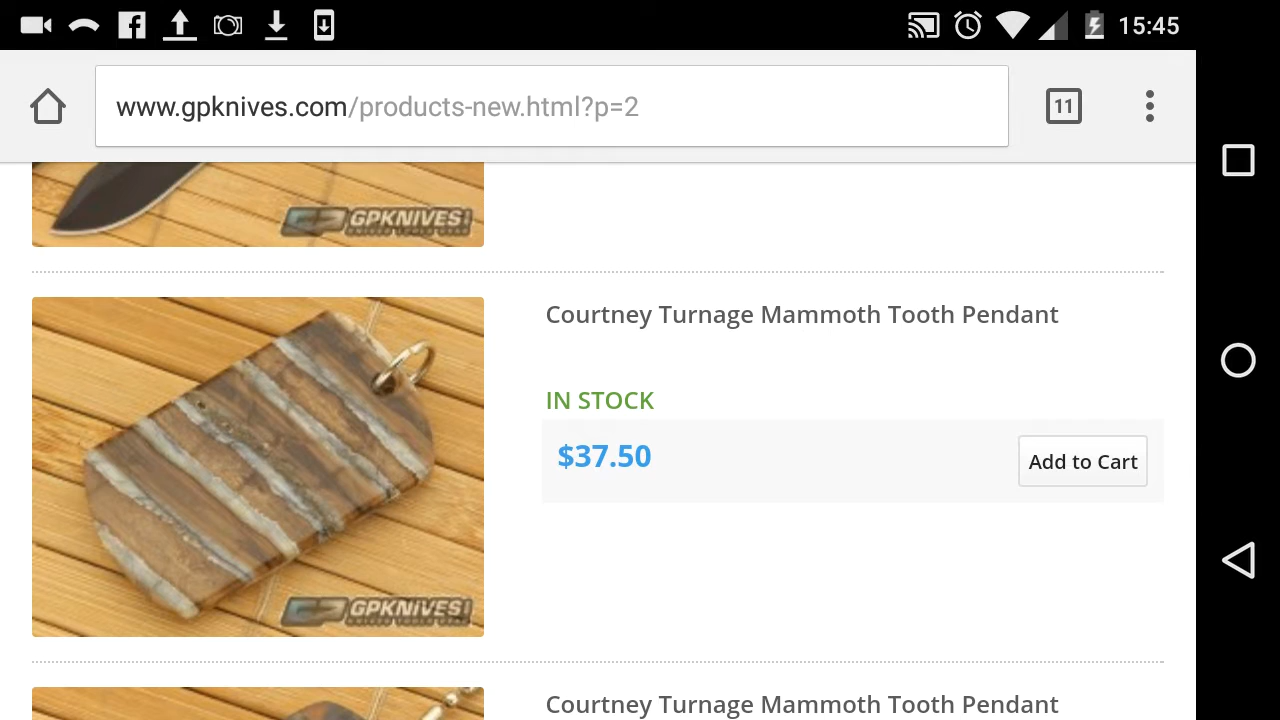 15:45
www.gpknives.com/products-new.html?p=2
11
GPKNIVES!
Courtney Turnage Mammoth Tooth Pendant
IN STOCK
$37.50
Add to Cart
GPKNIVES!
Courtney Turnage Mammoth Tooth Pendant